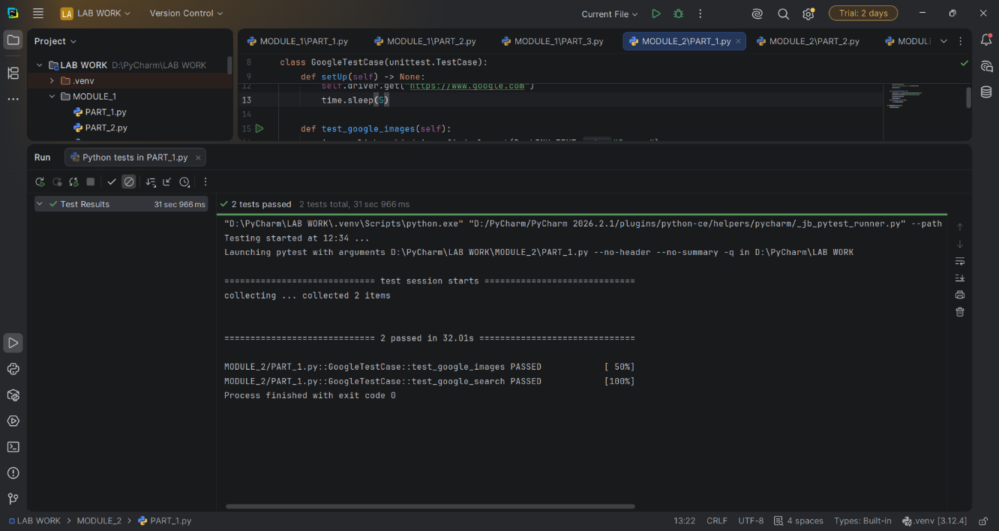 PC
LA LAB WORK
Version Control
Current File
Trial: 2 days
Project
LAB WORK D:\PyCharm\LAB WORK
.venv
MODULE_1
PART_1.py
PART_2.py
MODULE_1\PART_1.py MODULE_1\PART_2.py MODULE_1\PART_3.py MODULE_2\PART_1.py MODULE_2\PART_2.py
8 class GoogleTestCase(unittest.TestCase):
9 def setUp(self) -> None:
12 self.driver.get("https://www.google.com")
13 time.sleep(5)
14
15 def test_google_images(self):
Run Python tests in PART_1.py
Test Results 31 sec 966 ms
2 tests passed 2 tests total, 31 sec 966 ms
"D:\PyCharm\LAB WORK\.venv\Scripts\python.exe" "D:/PyCharm/PyCharm 2026.2.1/plugins/python-ce/helpers/pycharm/_jb_pytest_runner.py" --path
Testing started at 12:34 ...
Launching pytest with arguments D:\PyCharm\LAB WORK\MODULE_2\PART_1.py --no-header --no-summary -q in D:\PyCharm\LAB WORK
============================= test session starts =============================
collecting ... collected 2 items
============================= 2 passed in 32.01s ==============================
MODULE_2/PART_1.py::GoogleTestCase::test_google_images PASSED [ 50%]
MODULE_2/PART_1.py::GoogleTestCase::test_google_search PASSED [100%]
Process finished with exit code 0
LAB WORK > MODULE_2 > PART_1.py
13:22 CRLF UTF-8 4 spaces Types: Built-in .venv [3.12.4]